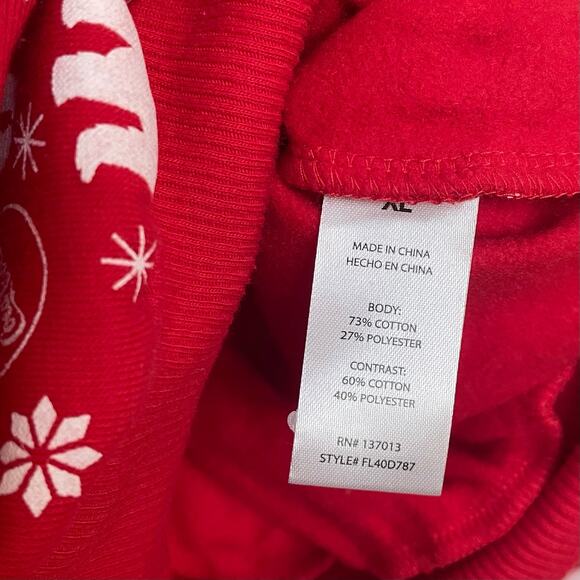 XL
MADE IN CHINA
HECHO EN CHINA
BODY:
73% COTTON
27% POLYESTER
CONTRAST:
60% COTTON
40% POLYESTER
RN# 137013
STYLE# FL40D787